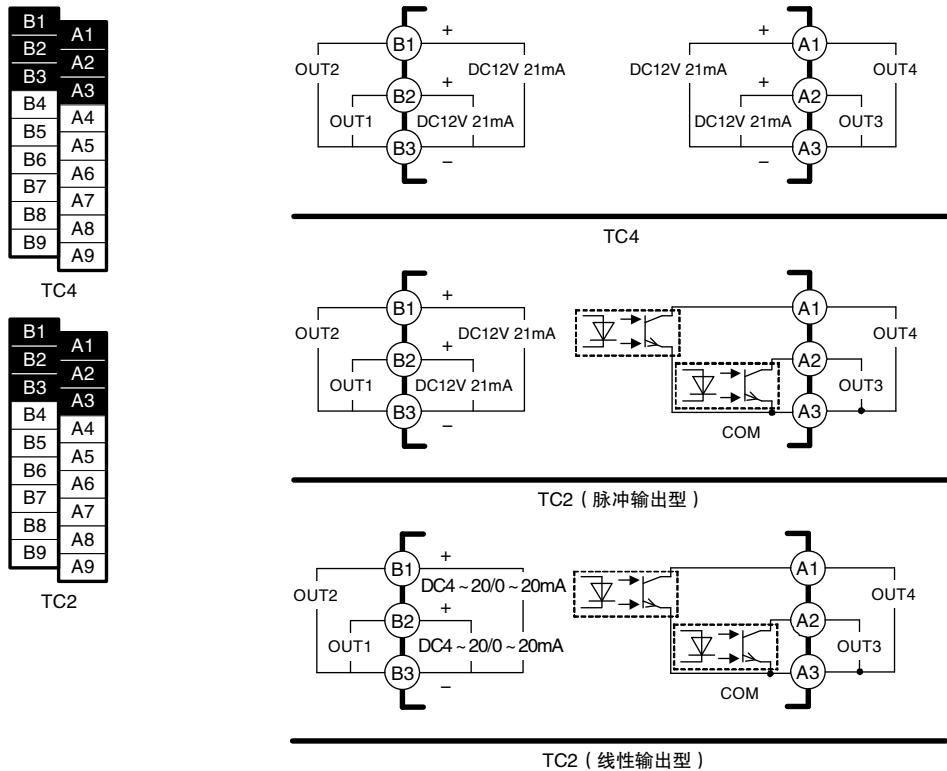 B1
A1
B2
A2
B3
A3
B4
A4
B5
A5
B6
A6
B7
A7
B8
A8
B9
A9
TC4
B1
A1
B2
A2
B3
A3
B4
A4
B5
A5
B6
A6
B7
A7
B8
A8
B9
A9
TC2
B1 +
OUT2 DC12V 21mA
B2 +
OUT1 DC12V 21mA
B3 −
+ A1
DC12V 21mA OUT4
+ A2
DC12V 21mA OUT3
− A3
TC4
B1 +
OUT2 DC12V 21mA
B2 +
OUT1 DC12V 21mA
B3 −
A1
OUT4
A2
OUT3
A3
COM
TC2（脉冲输出型）
B1 +
OUT2 DC4～20/0～20mA
B2 +
OUT1 DC4～20/0～20mA
B3 −
A1
OUT4
A2
OUT3
A3
COM
TC2（线性输出型）